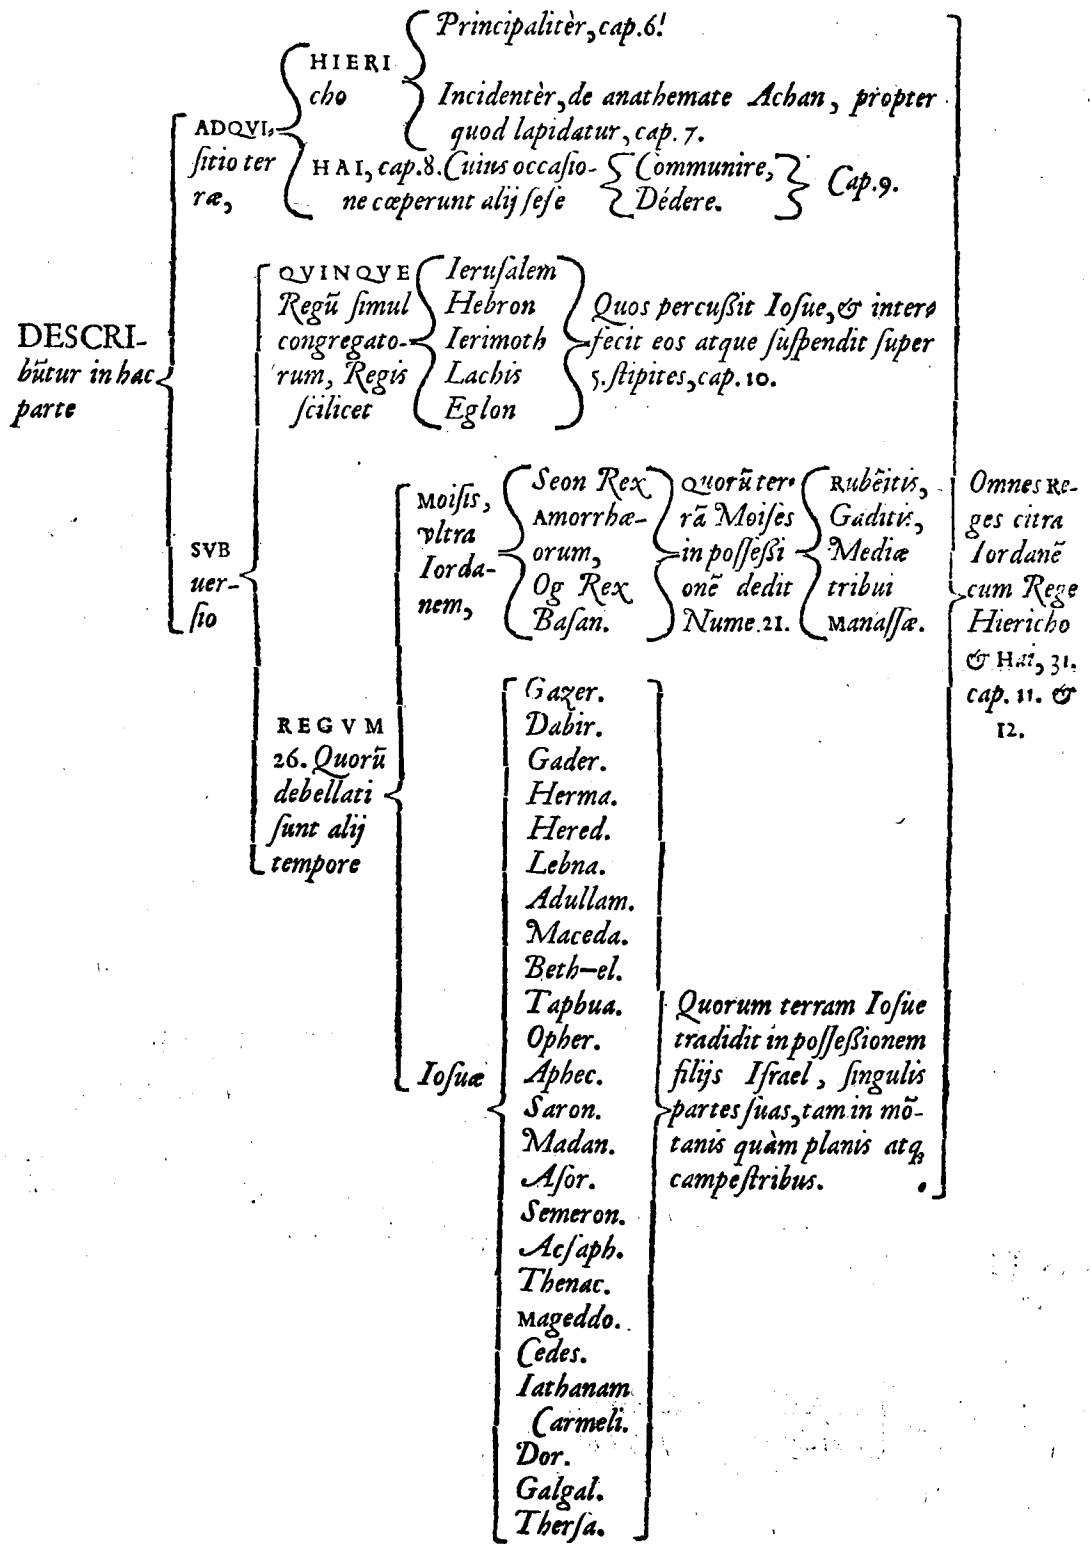 DESCRI-
bũtur in hac
parte
ADQVI-
ſitio ter
ræ,
HIERI
cho
Principalitèr, cap.6.
Incidentèr, de anathemate Achan, propter
quod lapidatur, cap. 7.
HAI, cap.8. Cuius occaſio-
ne cœperunt alij ſeſe
Communire,
Dédere.
Cap.9.
SVB
uer-
ſio
QVINQVE
Regũ ſimul
congregato-
rum, Regis
ſcilicet
Ieruſalem
Hebron
Ierimoth
Lachis
Eglon
Quos percußit Ioſue, & inter-
fecit eos atque ſuſpendit ſuper
5. ſtipites, cap. 10.
REGVM
26. Quorũ
debellati
ſunt alij
tempore
Moiſis,
vltra
Iorda-
nem,
Seon Rex
Amorrhæ-
orum,
Og Rex
Baſan.
Quorũ ter-
rã Moiſes
in poſſeßi
onẽ dedit
Nume.21.
Rubẽitis,
Gaditis,
Mediæ
tribui
Manaſſæ.
Ioſuæ
Gazer.
Dabir.
Gader.
Herma.
Hered.
Lebna.
Adullam.
Maceda.
Beth-el.
Taphua.
Opher.
Aphec.
Saron.
Madan.
Aſor.
Semeron.
Acſaph.
Thenac.
Mageddo.
Cedes.
Iathanam
Carmeli.
Dor.
Galgal.
Therſa.
Quorum terram Ioſue
tradidit in poſſeßionem
filijs Iſrael, ſingulis
partes ſuas, tam in mõ-
tanis quàm planis atq;
campeſtribus.
Omnes Re-
ges citra
Iordanẽ
cum Rege
Hiericho
& Hai, 31.
cap. 11. &
12.